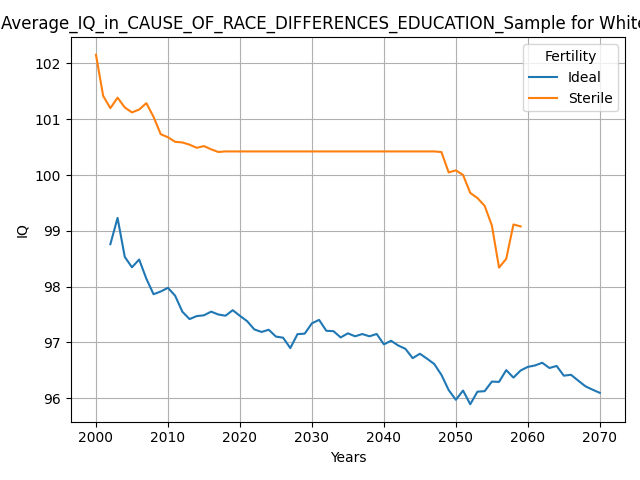 Average_IQ_in_CAUSE_OF_RACE_DIFFERENCES_EDUCATION_Sample for White
Fertility
Ideal
Sterile
102
101
100
99
98
97
96
IQ
2000 2010 2020 2030 2040 2050 2060 2070
Years